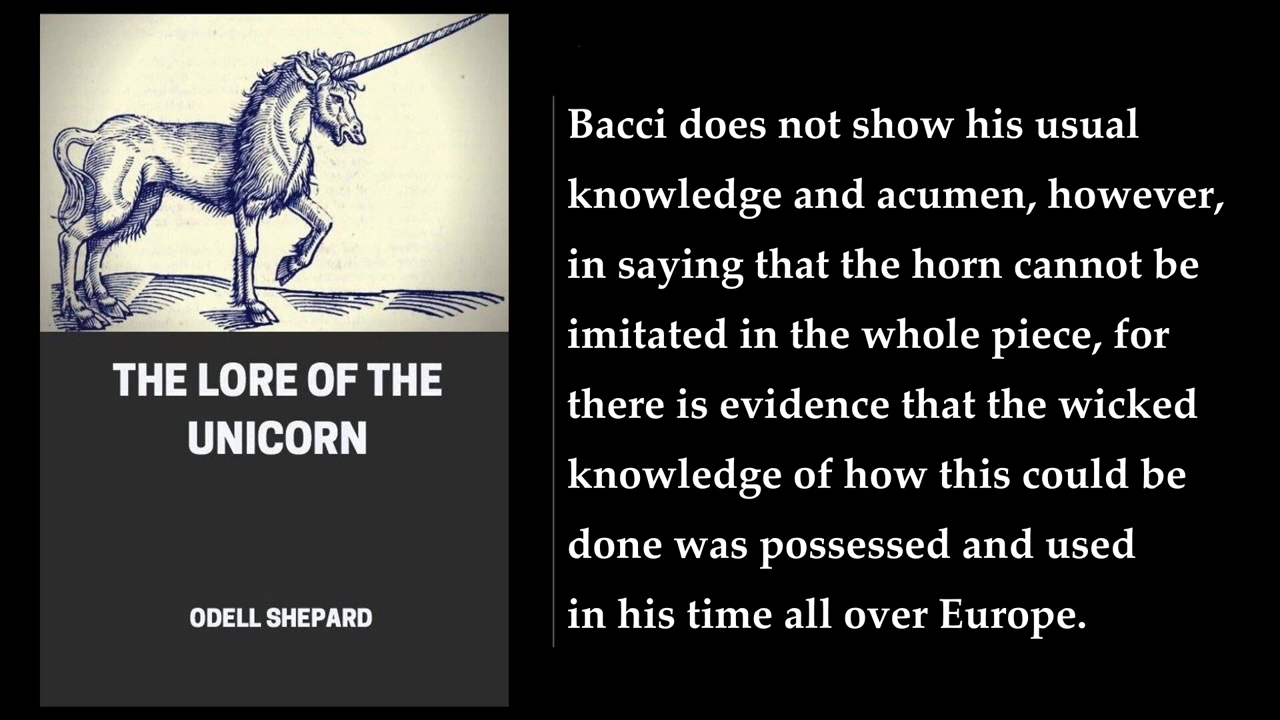 THE LORE OF THE
UNICORN
ODELL SHEPARD
Bacci does not show his usual
knowledge and acumen, however,
in saying that the horn cannot be
imitated in the whole piece, for
there is evidence that the wicked
knowledge of how this could be
done was possessed and used
in his time all over Europe.